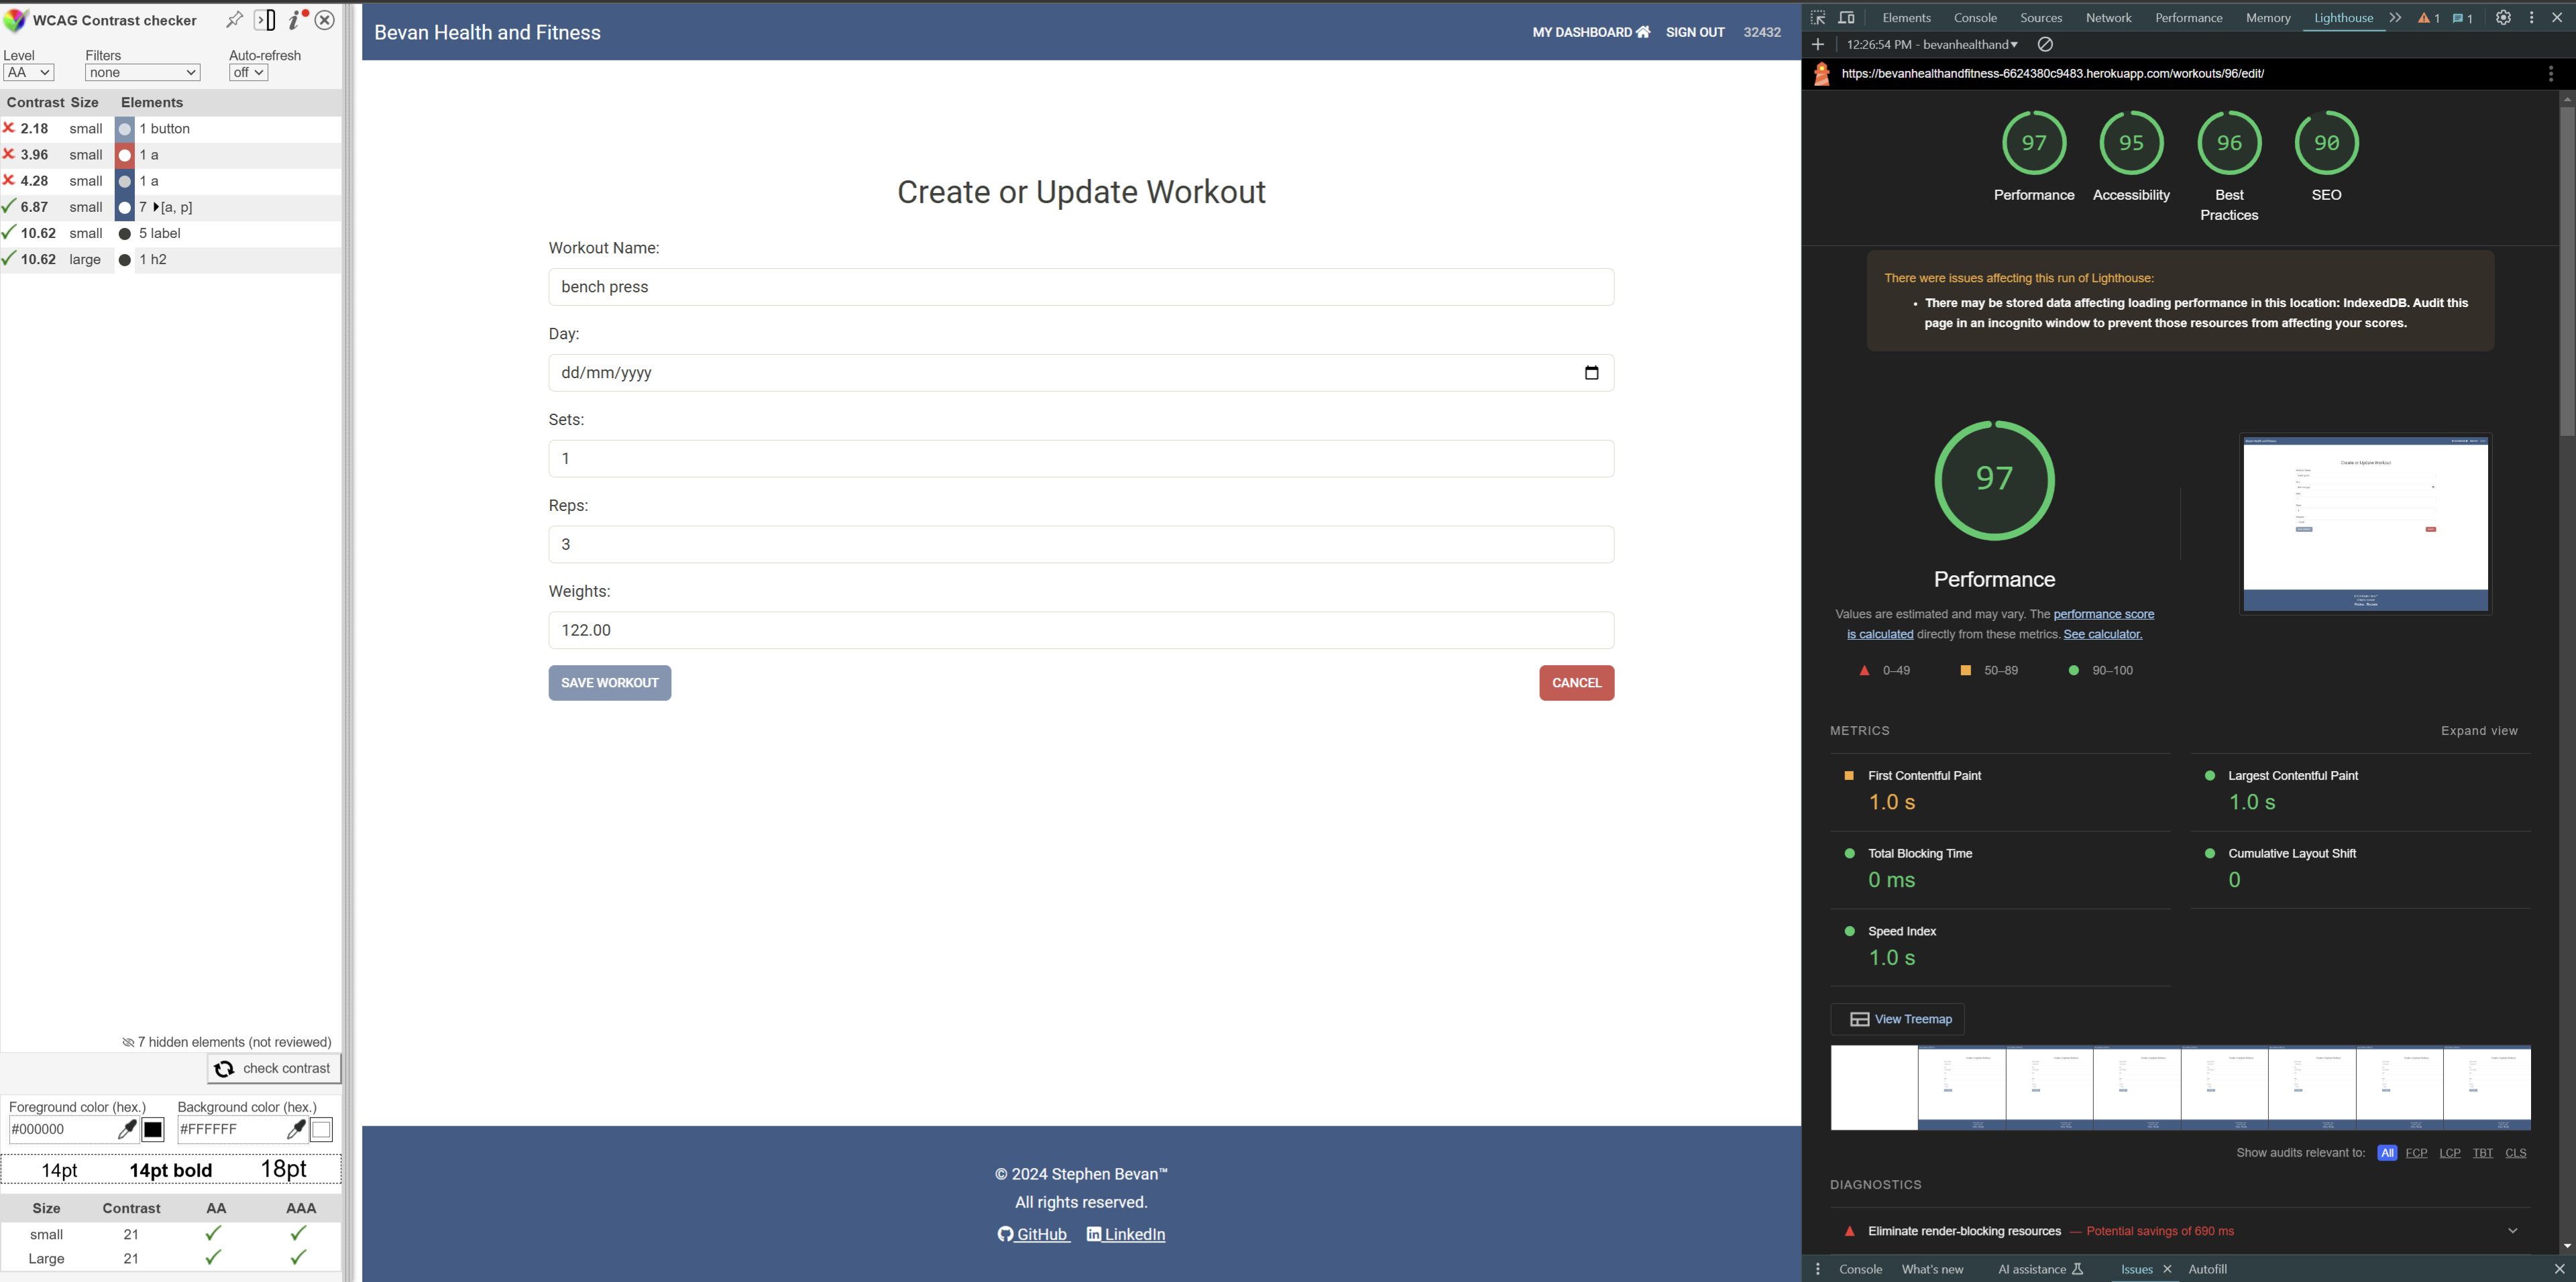 WCAG Contrast checker
Level
Filters
Auto-refresh
AA
none
off
Contrast Size Elements
2.18 small 1 button
3.96 small 1 a
4.28 small 1 a
6.87 small 7 [a, p]
10.62 small 5 label
10.62 large 1 h2
7 hidden elements (not reviewed)
check contrast
Foreground color (hex.)
Background color (hex.)
#000000
#FFFFFF
14pt 14pt bold 18pt
Size Contrast AA AAA
small 21
Large 21
Bevan Health and Fitness
MY DASHBOARD SIGN OUT 32432
Create or Update Workout
Workout Name:
bench press
Day:
dd/mm/yyyy
Sets:
1
Reps:
3
Weights:
122.00
SAVE WORKOUT
CANCEL
© 2024 Stephen Bevan™
All rights reserved.
GitHub LinkedIn
Elements Console Sources Network Performance Memory Lighthouse 1 1
12:26:54 PM - bevanhealthand
https://bevanhealthandfitness-6624380c9483.herokuapp.com/workouts/96/edit/
97 95 96 90
Performance Accessibility Best Practices SEO
There were issues affecting this run of Lighthouse:
There may be stored data affecting loading performance in this location: IndexedDB. Audit this
page in an incognito window to prevent those resources from affecting your scores.
97
Performance
Values are estimated and may vary. The performance score
is calculated directly from these metrics. See calculator.
0–49 50–89 90–100
METRICS
Expand view
First Contentful Paint
1.0 s
Largest Contentful Paint
1.0 s
Total Blocking Time
0 ms
Cumulative Layout Shift
0
Speed Index
1.0 s
View Treemap
Show audits relevant to: All FCP LCP TBT CLS
DIAGNOSTICS
Eliminate render-blocking resources — Potential savings of 690 ms
Console What's new AI assistance Issues Autofill